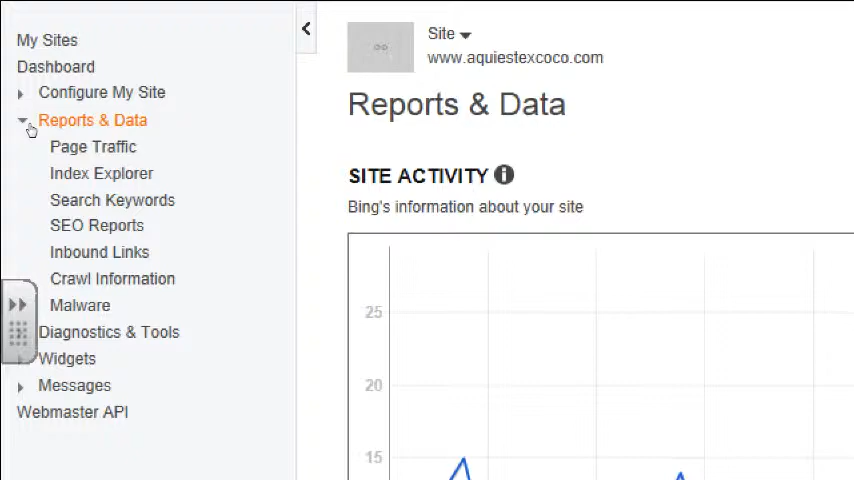 My Sites
Dashboard
Configure My Site
Reports & Data
Page Traffic
Index Explorer
Search Keywords
SEO Reports
Inbound Links
Crawl Information
Malware
Diagnostics & Tools
Widgets
Messages
Webmaster API
Site
www.aquiestexcoco.com
Reports & Data
SITE ACTIVITY
Bing's information about your site
25
20
15